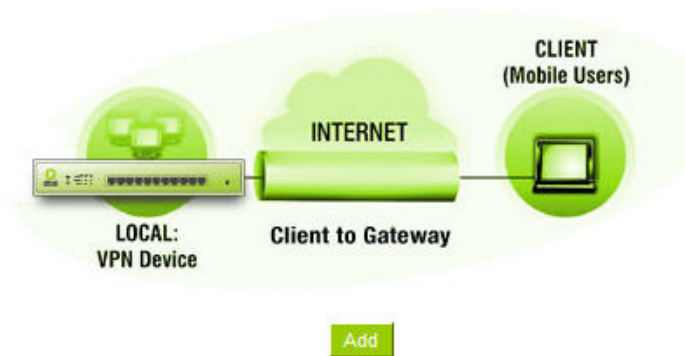 CLIENT
(Mobile Users)
INTERNET
LOCAL:
VPN Device
Client to Gateway
Add